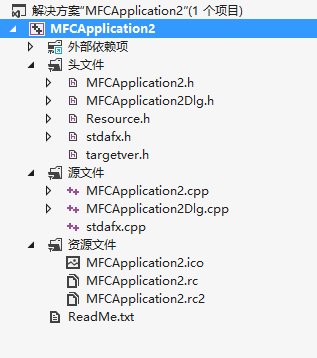 解决方案"MFCApplication2"(1 个项目)
MFCApplication2
外部依赖项
头文件
MFCApplication2.h
MFCApplication2Dlg.h
Resource.h
stdafx.h
targetver.h
源文件
MFCApplication2.cpp
MFCApplication2Dlg.cpp
stdafx.cpp
资源文件
MFCApplication2.ico
MFCApplication2.rc
MFCApplication2.rc2
ReadMe.txt